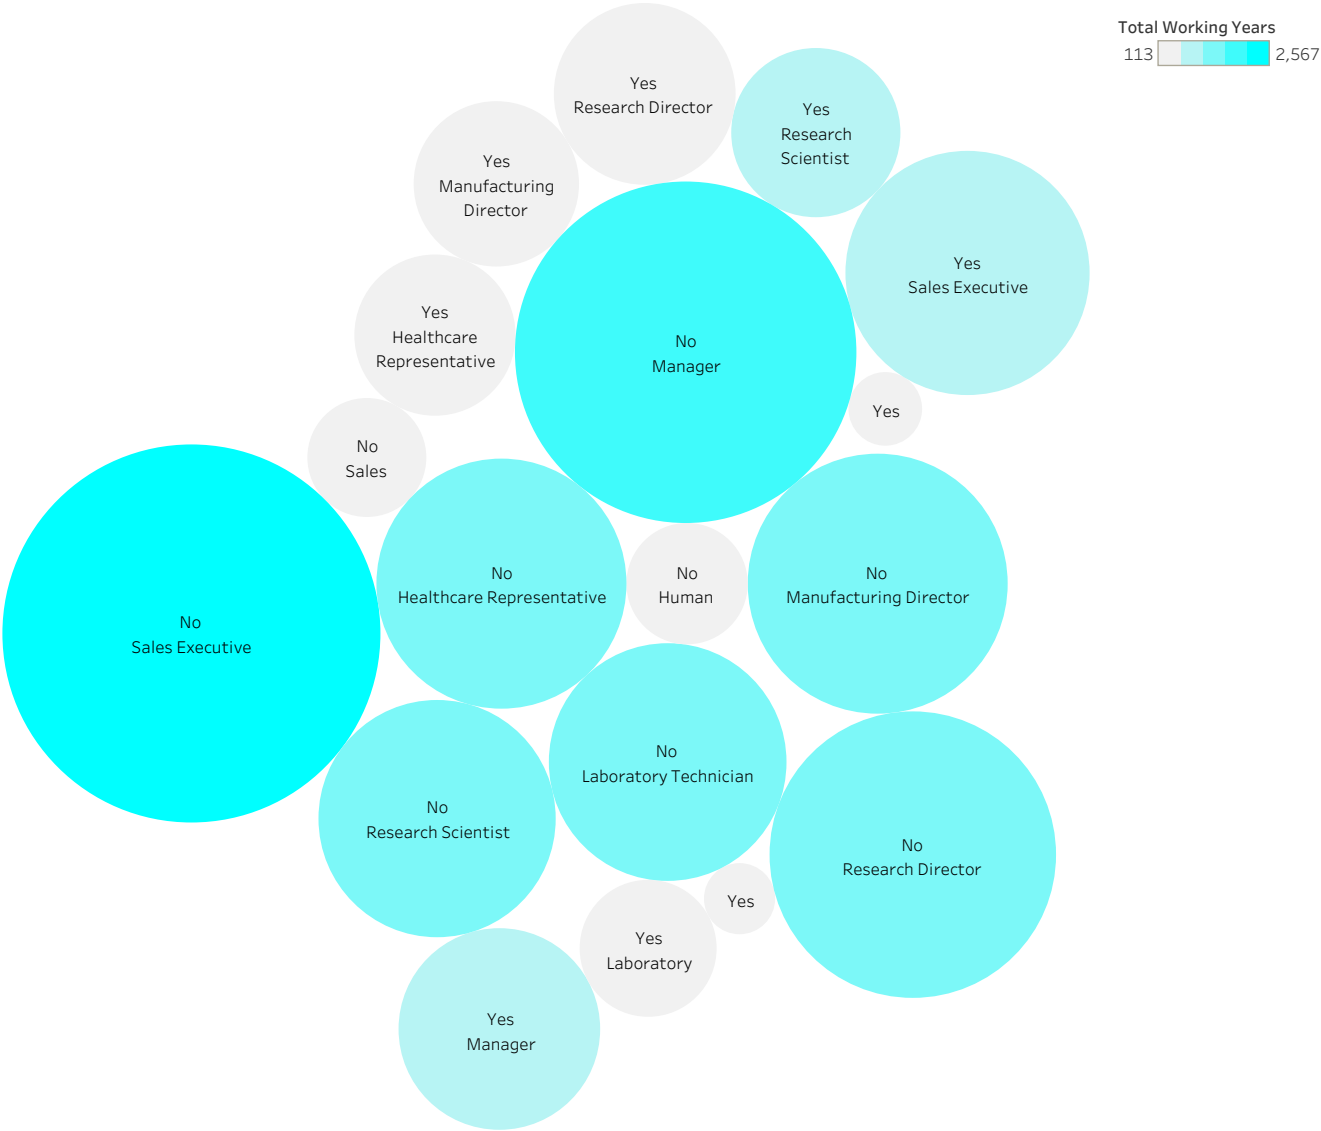 Total Working Years
113
2,567
Yes
Research Director
Yes
Research
Scientist
Yes
Manufacturing
Director
Yes
Sales Executive
Yes
Healthcare
Representative
No
Manager
Yes
No
Sales
No
Healthcare Representative
No
Human
No
Manufacturing Director
No
Sales Executive
No
Laboratory Technician
No
Research Scientist
No
Research Director
Yes
Yes
Laboratory
Yes
Manager